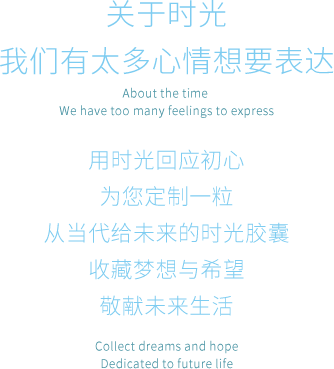 关于时光
我们有太多心情想要表达
About the time
We have too many feelings to express
用时光回应初心
为您定制一粒
从当代给未来的时光胶囊
收藏梦想与希望
敬献未来生活
Collect dreams and hope
Dedicated to future life